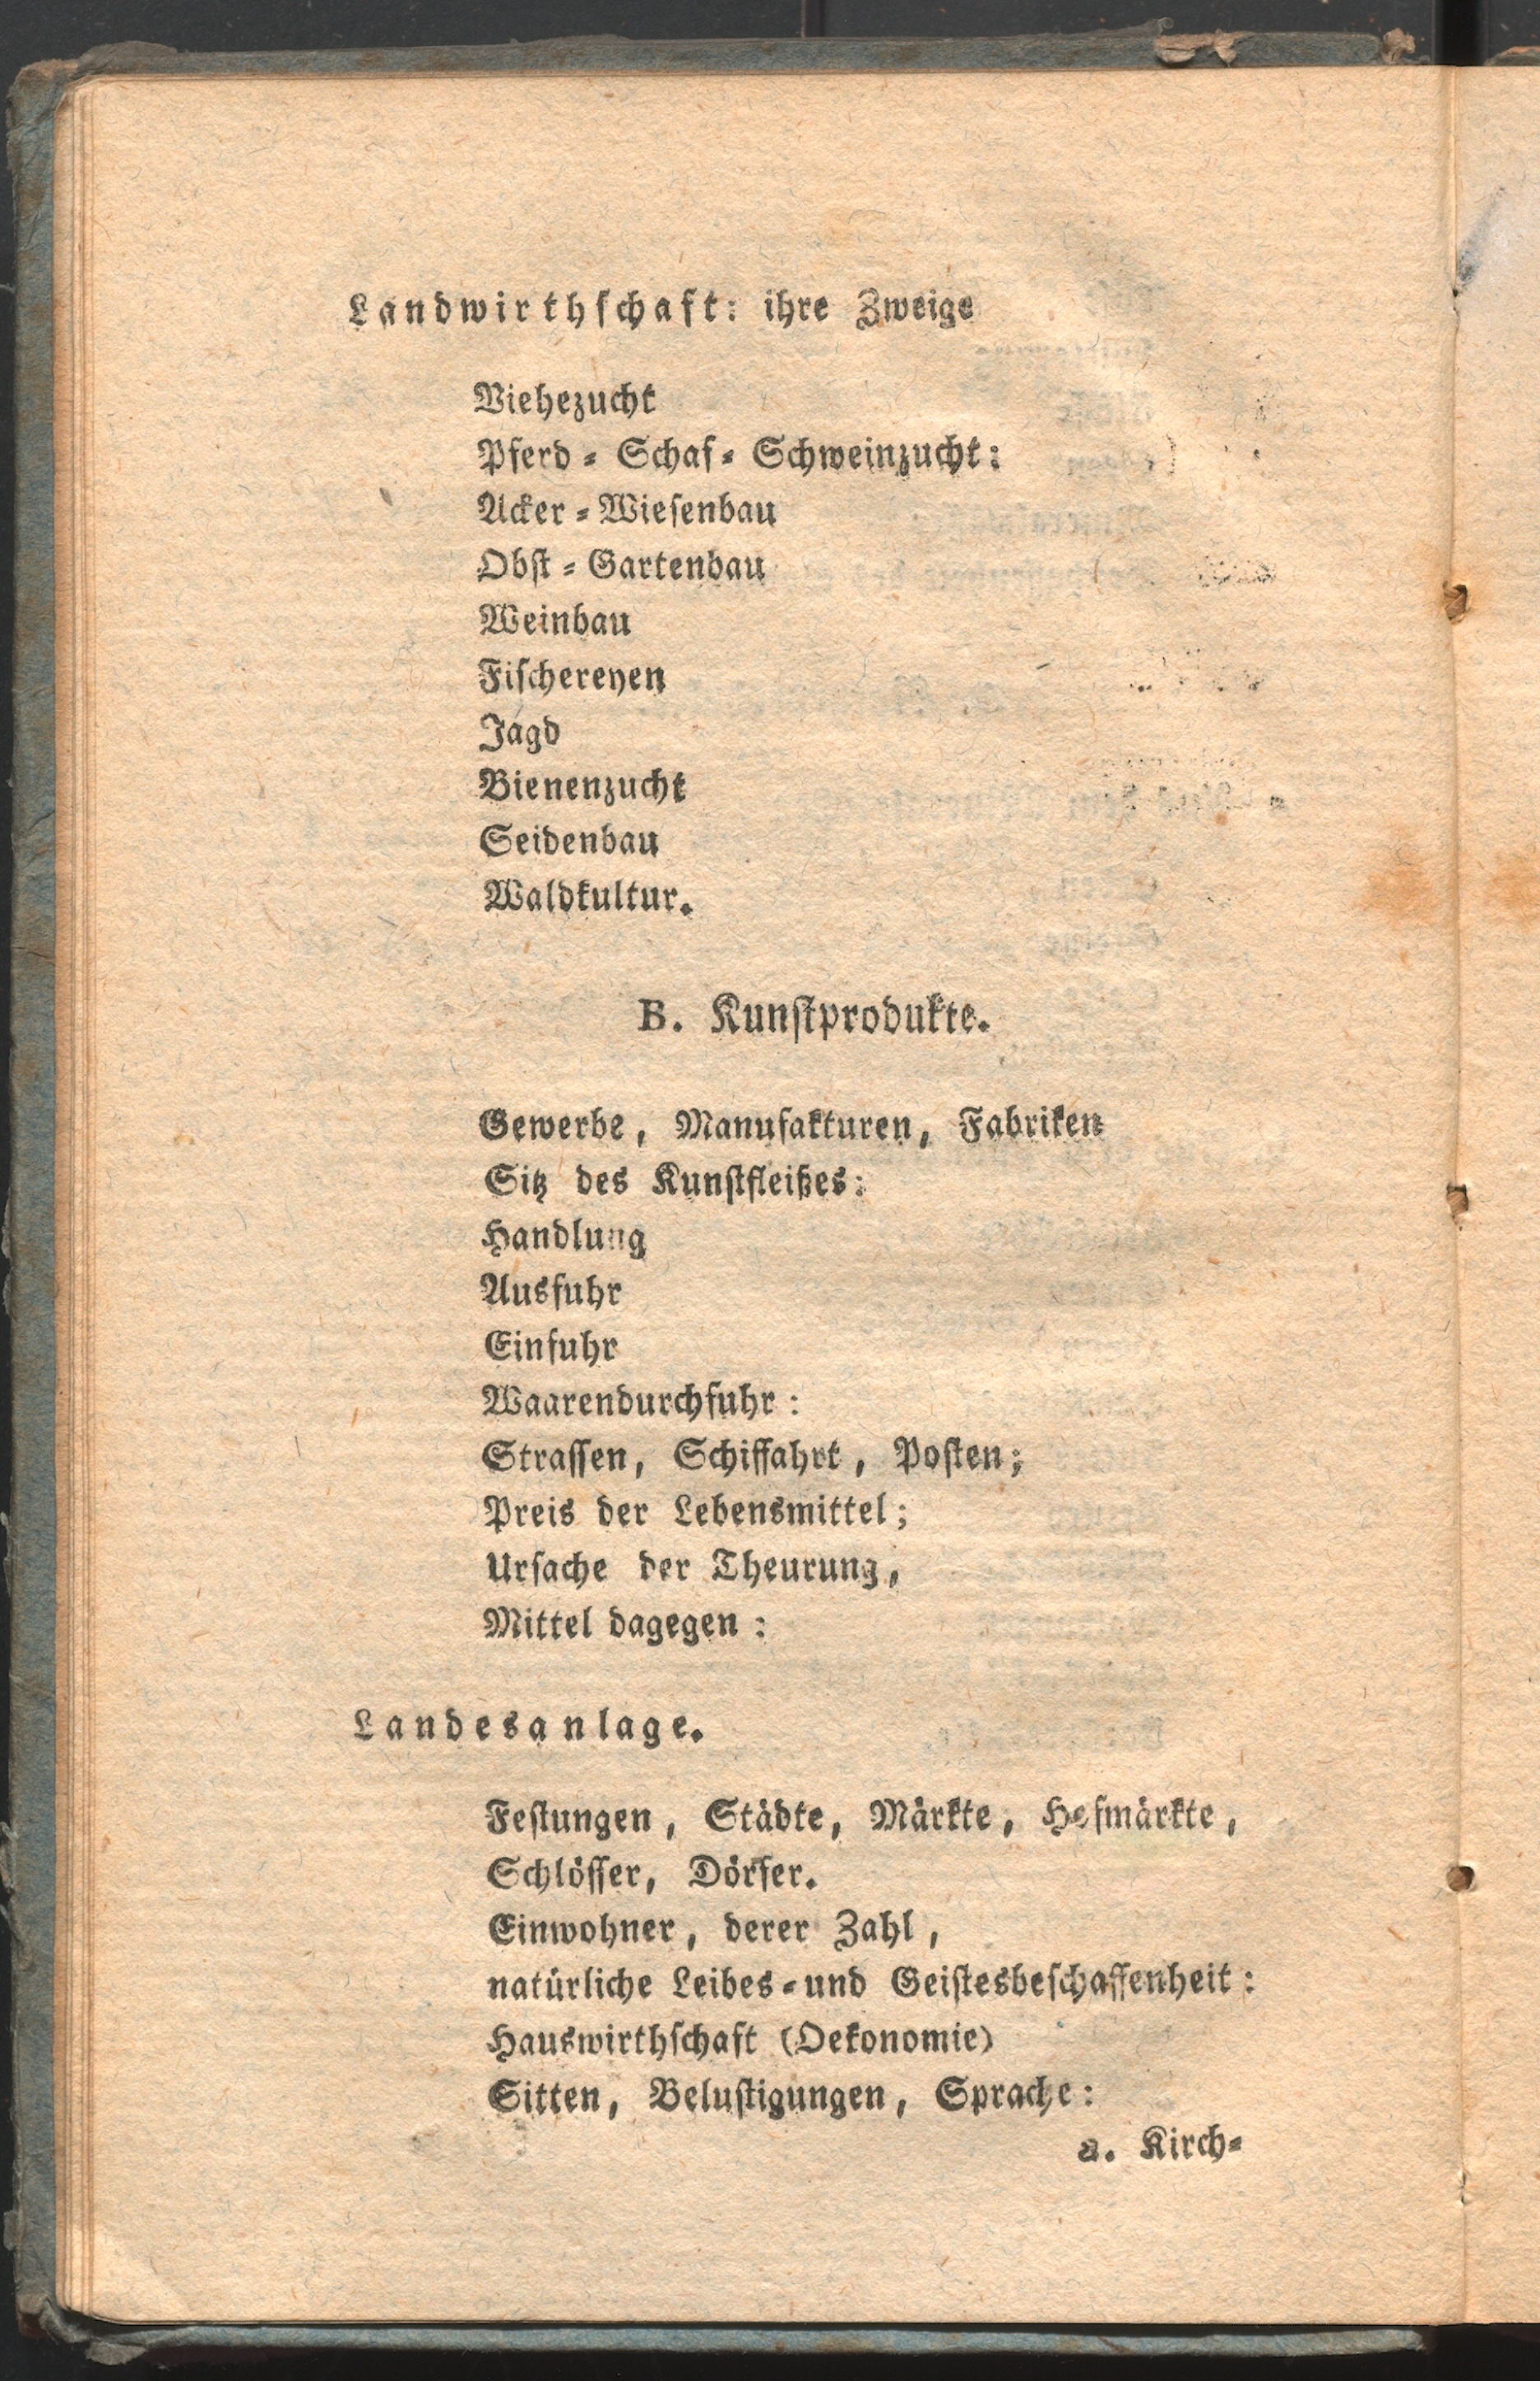 Landwirthschaft: ihre Zweige
Viehezucht
Pferd - Schaf - Schweinzucht:
Acker - Wiesenbau
Obst - Gartenbau
Weinbau
Fischereyen
Jagd
Bienenzucht
Seidenbau
Waldkultur.
B. Kunstprodukte.
Gewerbe, Manufakturen, Fabriken
Sitz des Kunstfleißes:
Handlung
Ausfuhr
Einfuhr
Waarendurchfuhr:
Strassen, Schiffahrt, Posten;
Preis der Lebensmittel;
Ursache der Theurung,
Mittel dagegen:
Landesanlage.
Festungen, Städte, Märkte, Hofmärkte,
Schlösser, Dörfer.
Einwohner, derer Zahl,
natürliche Leibes- und Geistesbeschaffenheit:
Hauswirthschaft (Oekonomie)
Sitten, Belustigungen, Sprache:
a. Kirch-